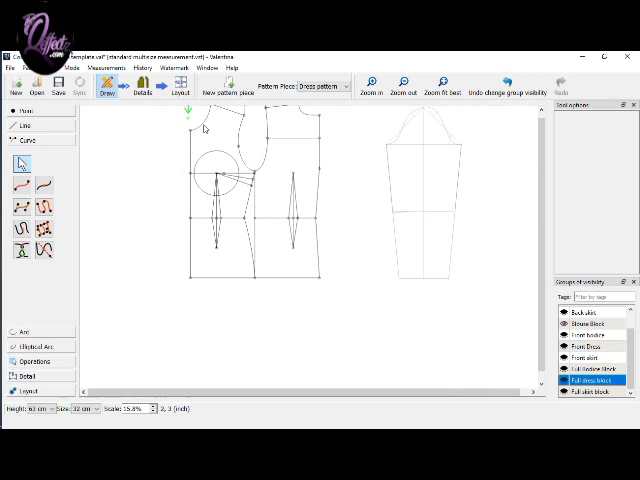 Qeffect
.com
template.val* (standard multisize measurement.vst) - Valentina
File
Mode Measurements History Watermark Window Help
New Open Save Sync Draw Details Layout New pattern piece Pattern Piece: Dress pattern Zoom in Zoom out Zoom fit best Undo change group visibility Redo
Point
Line
Curve
Arc
Elliptical Arc
Operations
Detail
Layout
Tool options
Groups of visibility
Tags: Filter by tags
Back skirt
Blouse Block
Front bodice
Front Dress
Front skirt
Full Bodice Block
Full dress block
Full skirt block
Height: 63 cm Size: 32 cm Scale: 15.8% 2, 3 (inch)